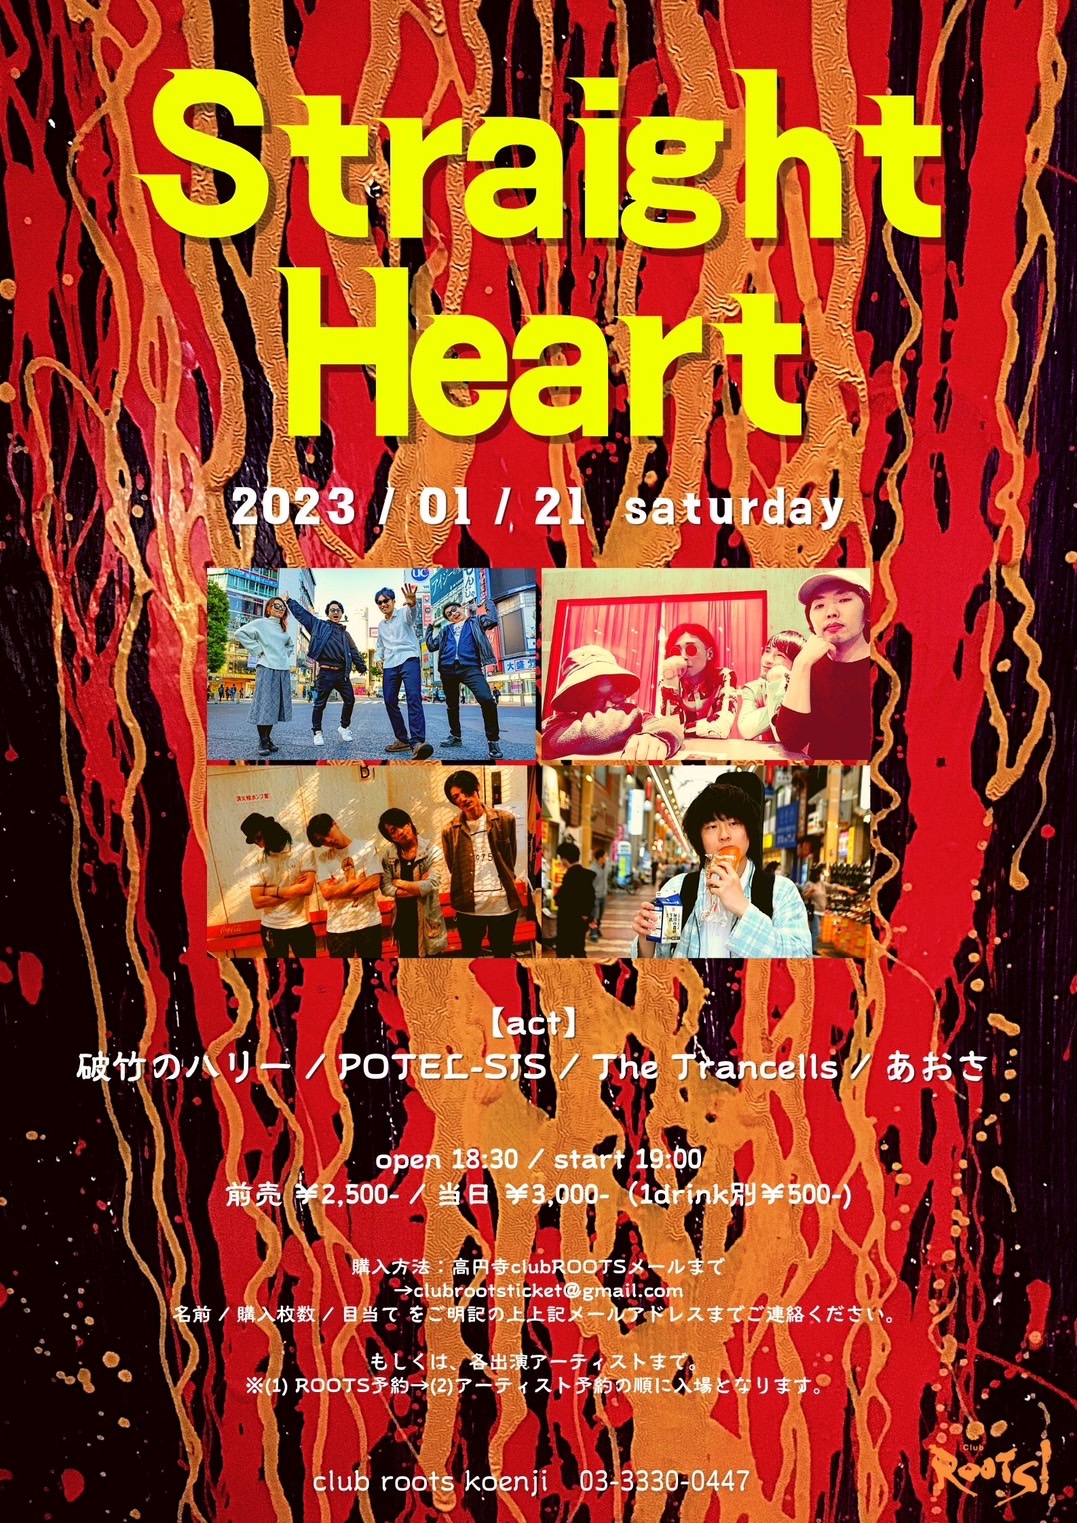 Straight
Heart
2023 / 01 / 21 saturday
【act】
破竹のハリー / POTEL-SIS / The Trancells / あおさ
open 18:30 / start 19:00
前売 ¥2,500- / 当日 ¥3,000-（1drink別¥500-)
購入方法：高円寺clubROOTSメールまで
→clubrootsticket@gmail.com
名前 / 購入枚数 / 目当て をご明記の上上記メールアドレスまでご連絡ください。
もしくは、各出演アーティストまで。
※(1) ROOTS予約→(2)アーティスト予約の順に入場となります。
club roots koenji 03-3330-0447
Club
ROOTS!